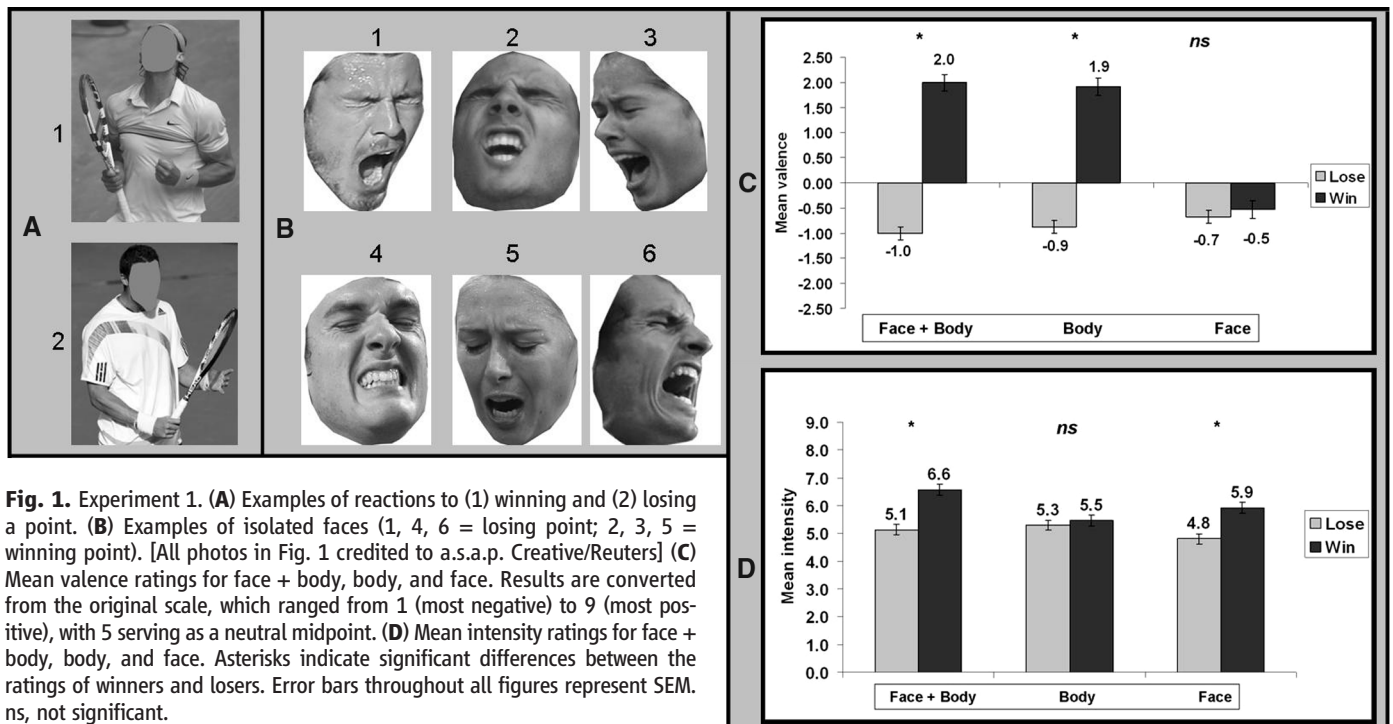 1
A
2
B
1 2 3
4 5 6
Fig. 1. Experiment 1. (A) Examples of reactions to (1) winning and (2) losing
a point. (B) Examples of isolated faces (1, 4, 6 = losing point; 2, 3, 5 =
winning point). [All photos in Fig. 1 credited to a.s.a.p. Creative/Reuters] (C)
Mean valence ratings for face + body, body, and face. Results are converted
from the original scale, which ranged from 1 (most negative) to 9 (most pos-
itive), with 5 serving as a neutral midpoint. (D) Mean intensity ratings for face +
body, body, and face. Asterisks indicate significant differences between the
ratings of winners and losers. Error bars throughout all figures represent SEM.
ns, not significant.
C
* * ns
Mean valence
2.50
2.00
1.50
1.00
0.50
0.00
-0.50
-1.00
-1.50
-2.00
-2.50
2.0
1.9
-1.0
-0.9
-0.7 -0.5
Lose
Win
Face + Body Body Face
D
* ns *
Mean intensity
9.0
8.0
7.0
6.0
5.0
4.0
3.0
2.0
1.0
0.0
5.1 6.6
5.3 5.5
4.8 5.9
Lose
Win
Face + Body Body Face